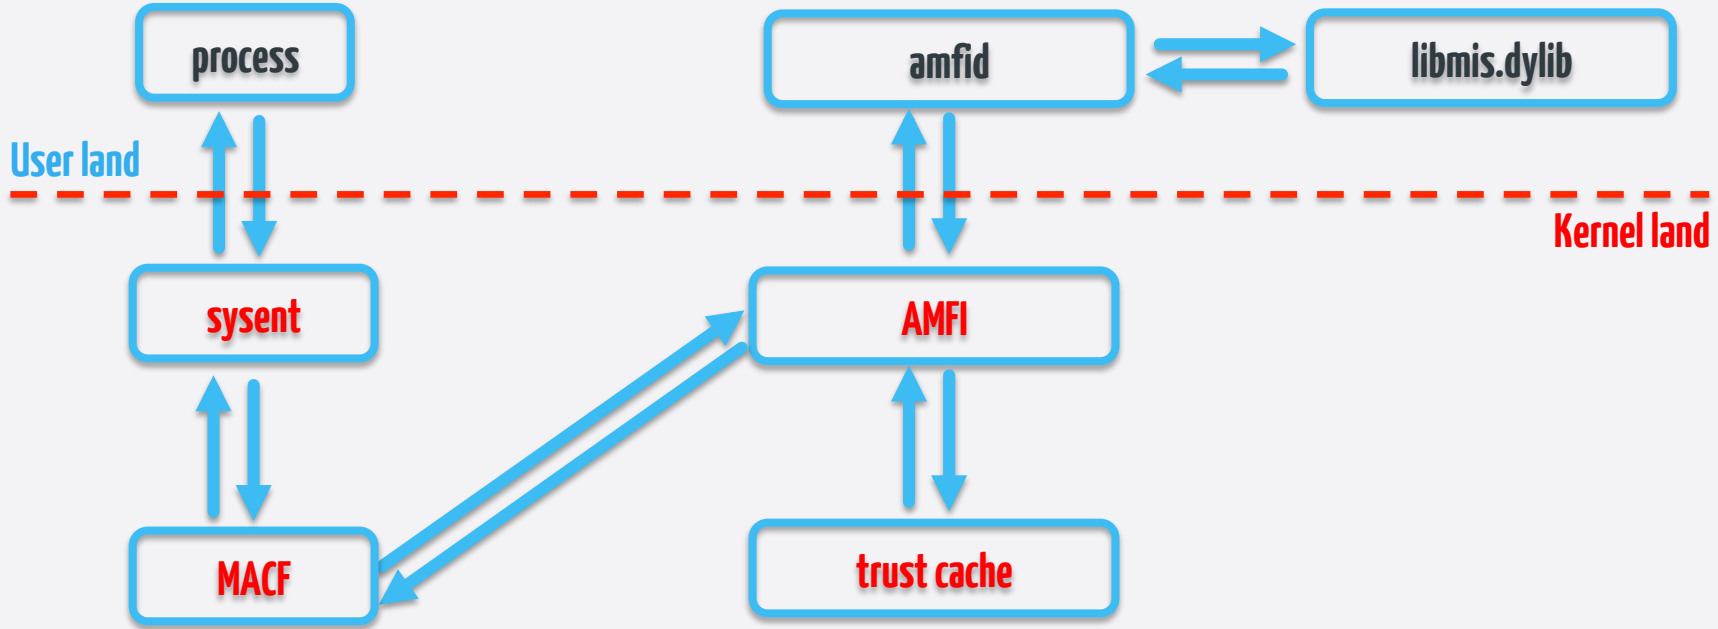 process
amfid
libmis.dylib
User land
Kernel land
sysent
AMFI
MACF
trust cache